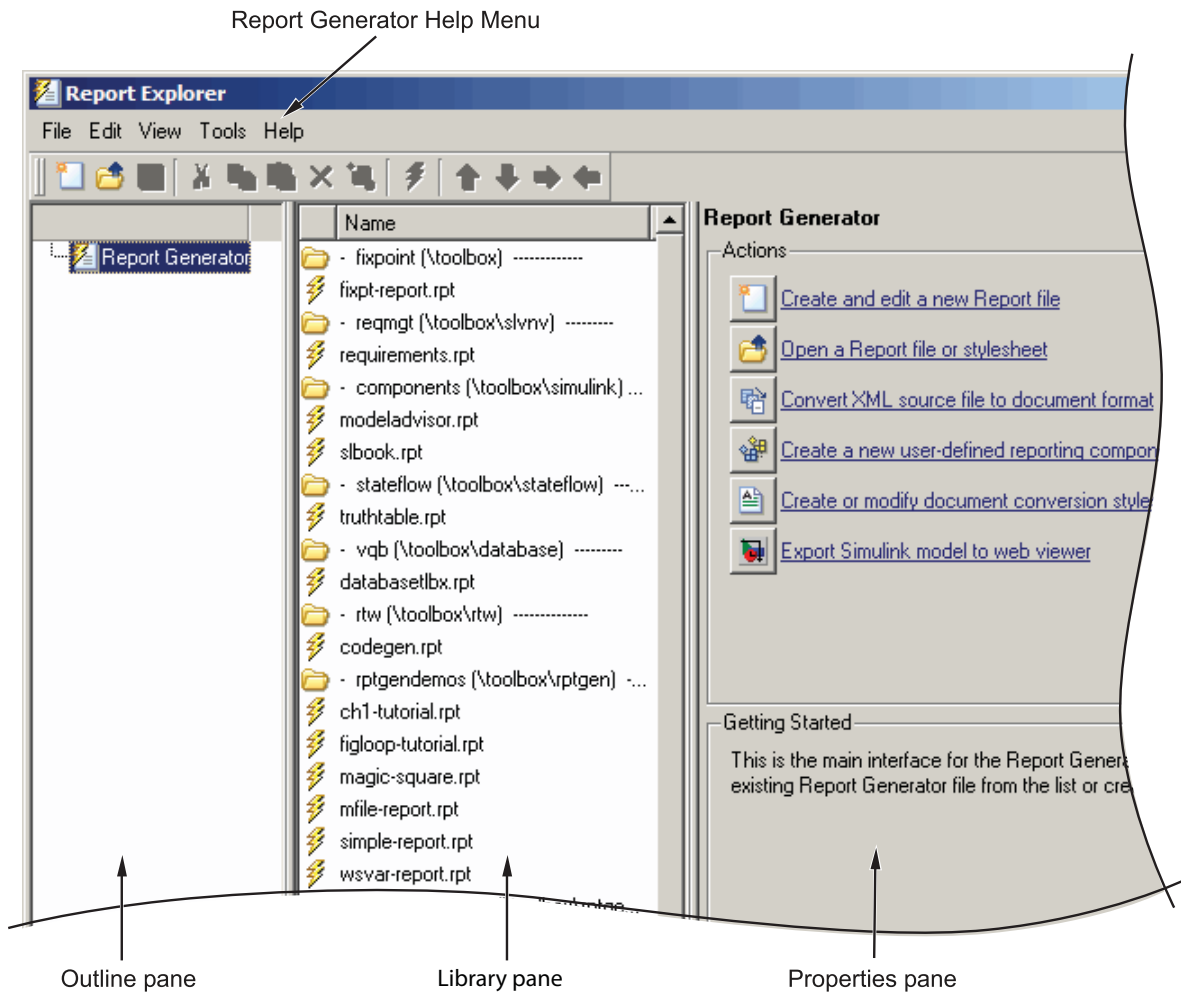 Report Generator Help Menu
Report Explorer
File Edit View Tools Help
Name
Report Generator
Report Generator
- fixpoint (\toolbox) -------------
fixpt-report.rpt
- reqmgt (\toolbox\slvnv) ---------
requirements.rpt
- components (\toolbox\simulink) ...
modeladvisor.rpt
slbook.rpt
- stateflow (\toolbox\stateflow) ---...
truthtable.rpt
- vqb (\toolbox\database) ---------
databasetlbx.rpt
- rtw (\toolbox\rtw) --------------
codegen.rpt
- rptgendemos (\toolbox\rptgen) -...
ch1-tutorial.rpt
figloop-tutorial.rpt
magic-square.rpt
mfile-report.rpt
simple-report.rpt
wsvar-report.rpt
Actions
Create and edit a new Report file
Open a Report file or stylesheet
Convert XML source file to document format
Create a new user-defined reporting compon
Create or modify document conversion style
Export Simulink model to web viewer
Getting Started
This is the main interface for the Report Genera
existing Report Generator file from the list or cre
Outline pane
Library pane
Properties pane